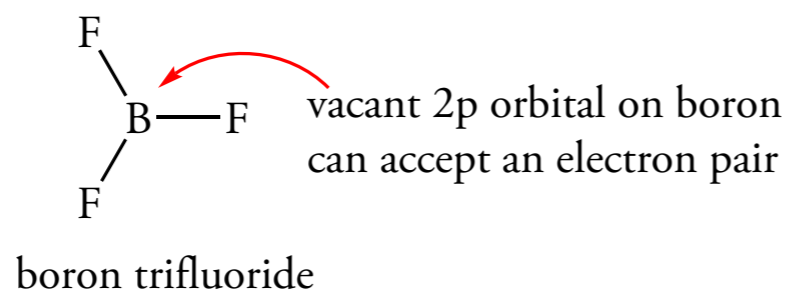 F
B
F
F
vacant 2p orbital on boron
can accept an electron pair
boron trifluoride